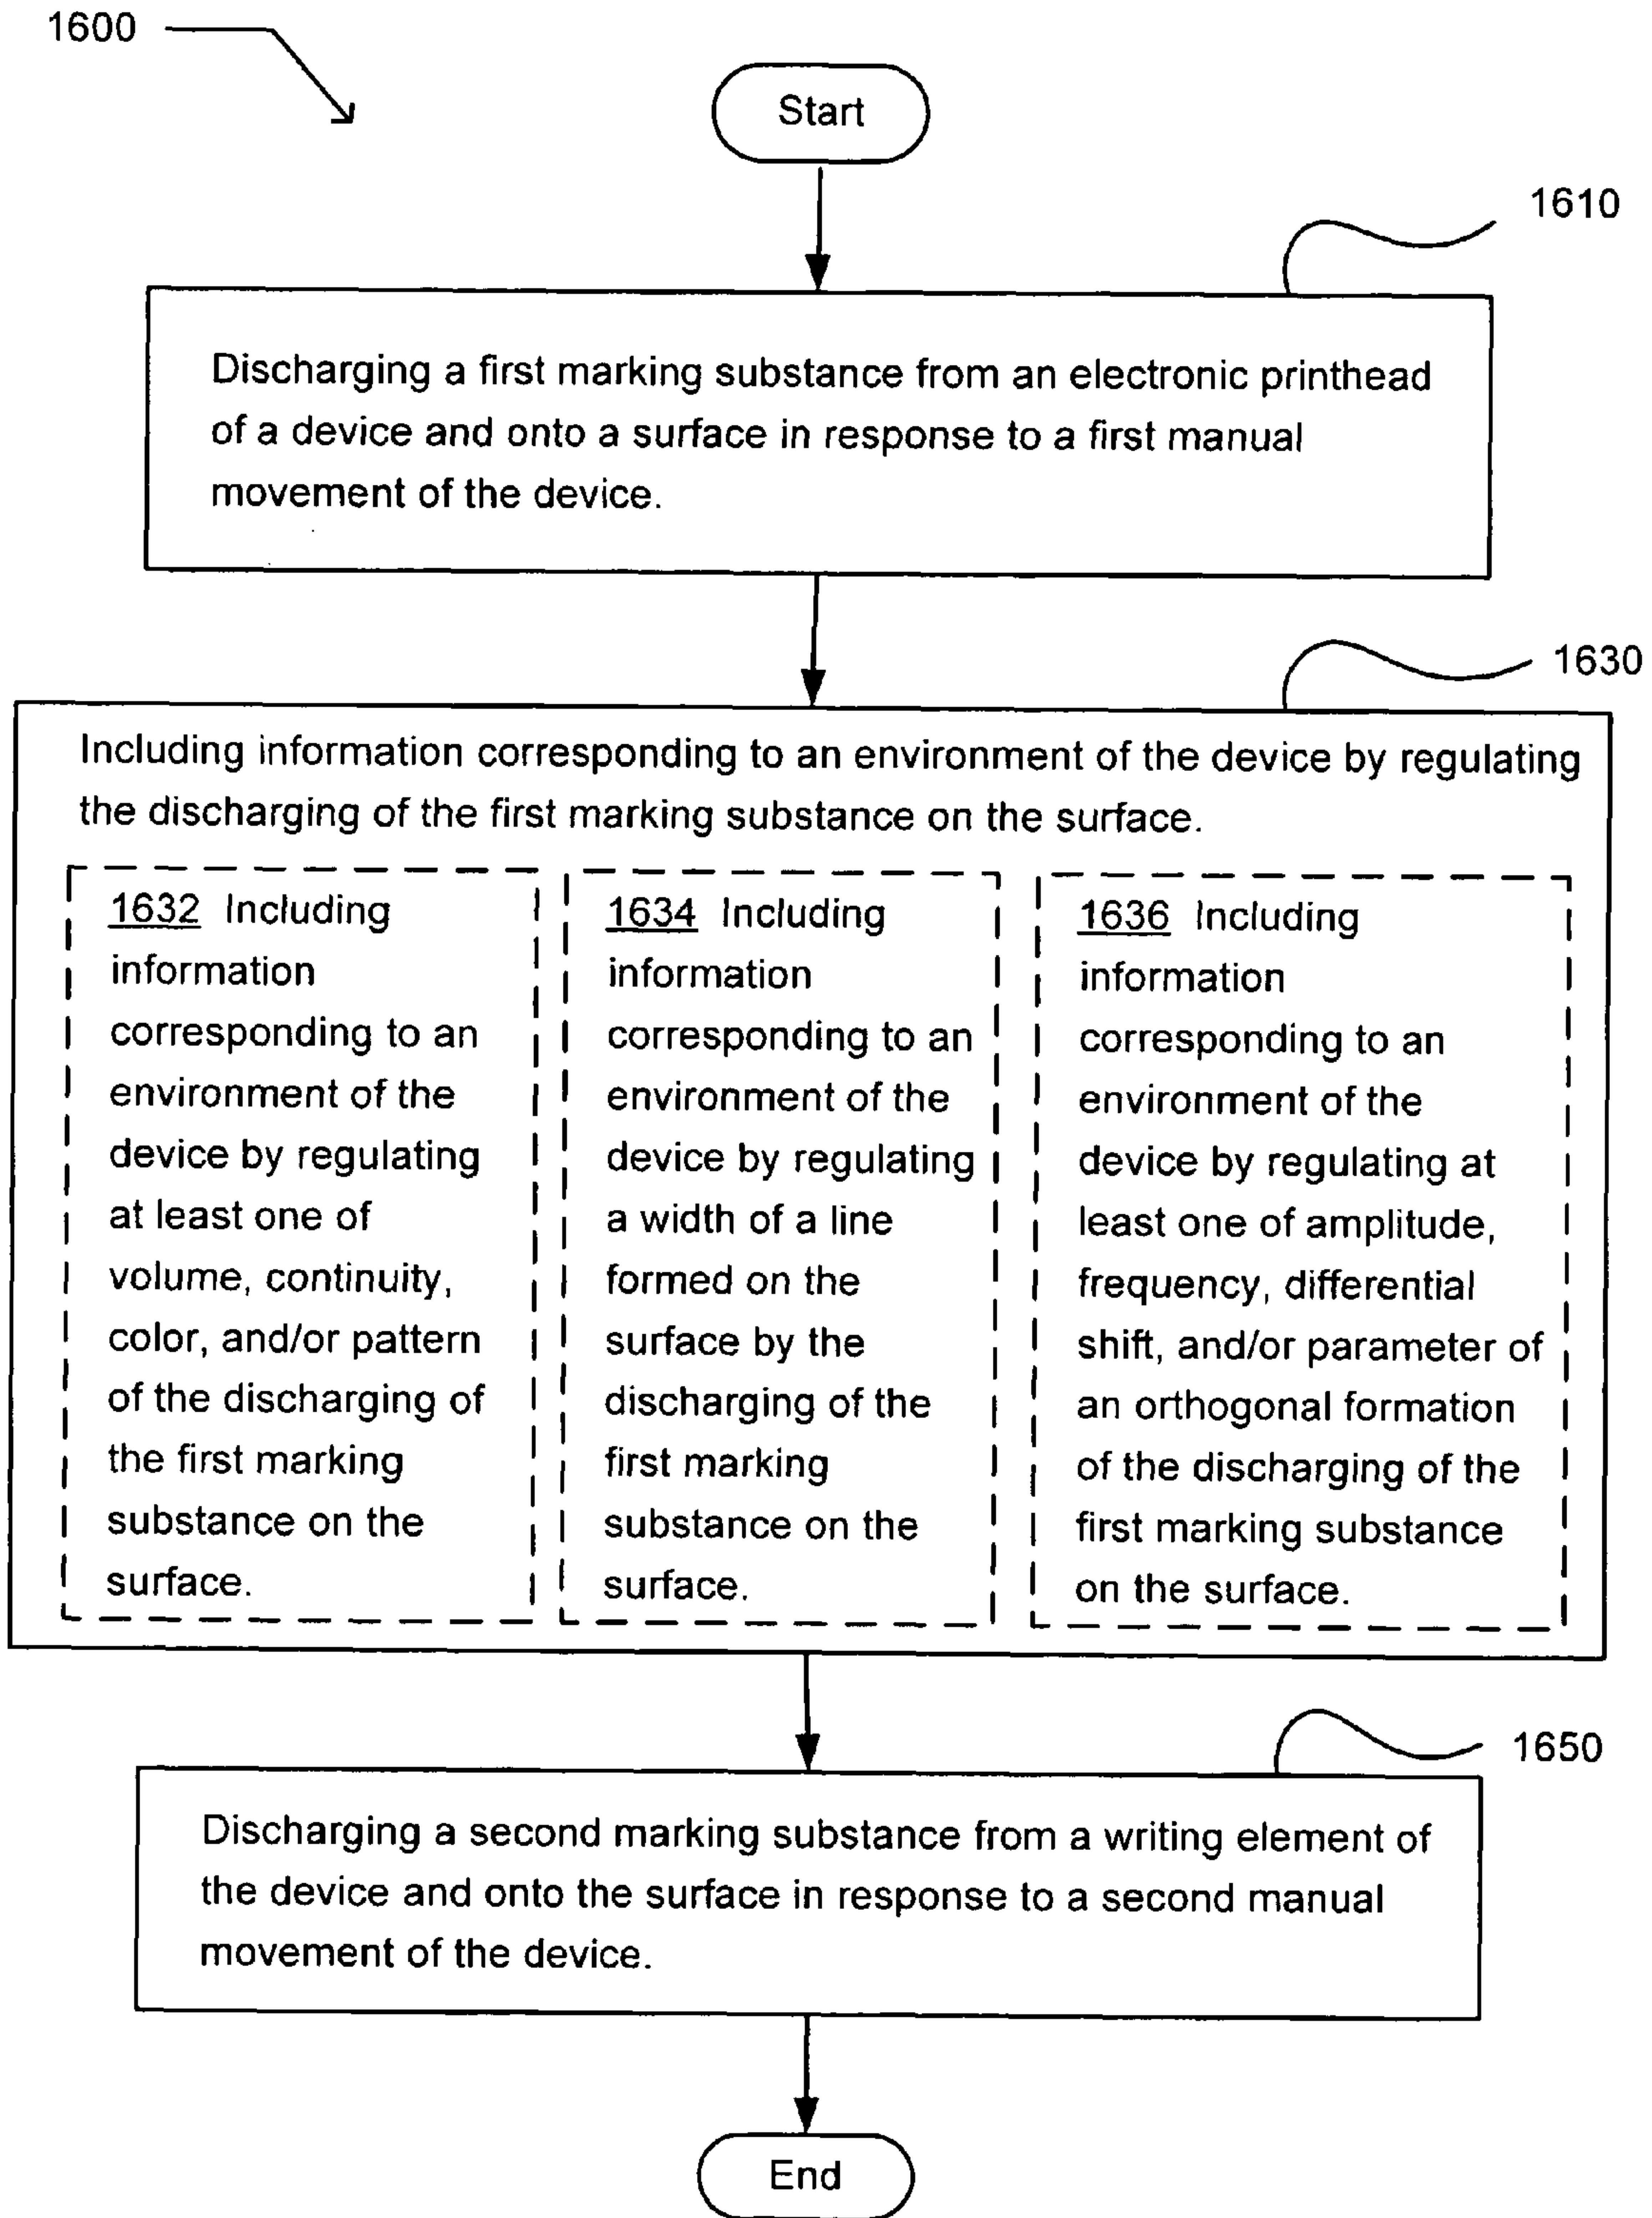 1600
Start
1610
Discharging a first marking substance from an electronic printhead
of a device and onto a surface in response to a first manual
movement of the device.
1630
Including information corresponding to an environment of the device by regulating
the discharging of the first marking substance on the surface.
1632 Including
information
corresponding to an
environment of the
device by regulating
at least one of
volume, continuity,
color, and/or pattern
of the discharging of
the first marking
substance on the
surface.
1634 Including
information
corresponding to an
environment of the
device by regulating
a width of a line
formed on the
surface by the
discharging of the
first marking
substance on the
surface.
1636 Including
information
corresponding to an
environment of the
device by regulating at
least one of amplitude,
frequency, differential
shift, and/or parameter of
an orthogonal formation
of the discharging of the
first marking substance
on the surface.
1650
Discharging a second marking substance from a writing element of
the device and onto the surface in response to a second manual
movement of the device.
End